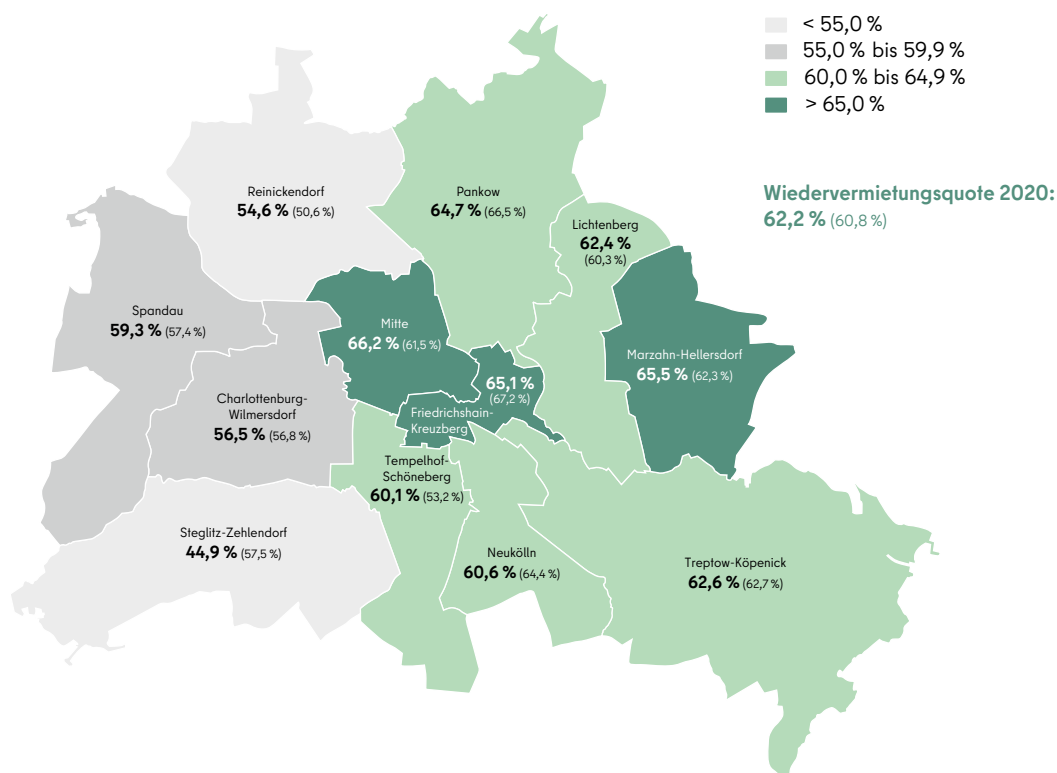 < 55,0 %
55,0 % bis 59,9 %
60,0 % bis 64,9 %
> 65,0 %
Wiedervermietungsquote 2020:
62,2 % (60,8 %)
Reinickendorf
54,6 % (50,6 %)
Pankow
64,7 % (66,5 %)
Lichtenberg
62,4 %
(60,3 %)
Spandau
59,3 % (57,4 %)
Mitte
66,2 % (61,5 %)
Marzahn-Hellersdorf
65,5 % (62,3 %)
65,1 %
(67,2 %)
Friedrichshain-
Kreuzberg
Charlottenburg-
Wilmersdorf
56,5 % (56,8 %)
Tempelhof-
Schöneberg
60,1 % (53,2 %)
Steglitz-Zehlendorf
44,9 % (57,5 %)
Neukölln
60,6 % (64,4 %)
Treptow-Köpenick
62,6 % (62,7 %)